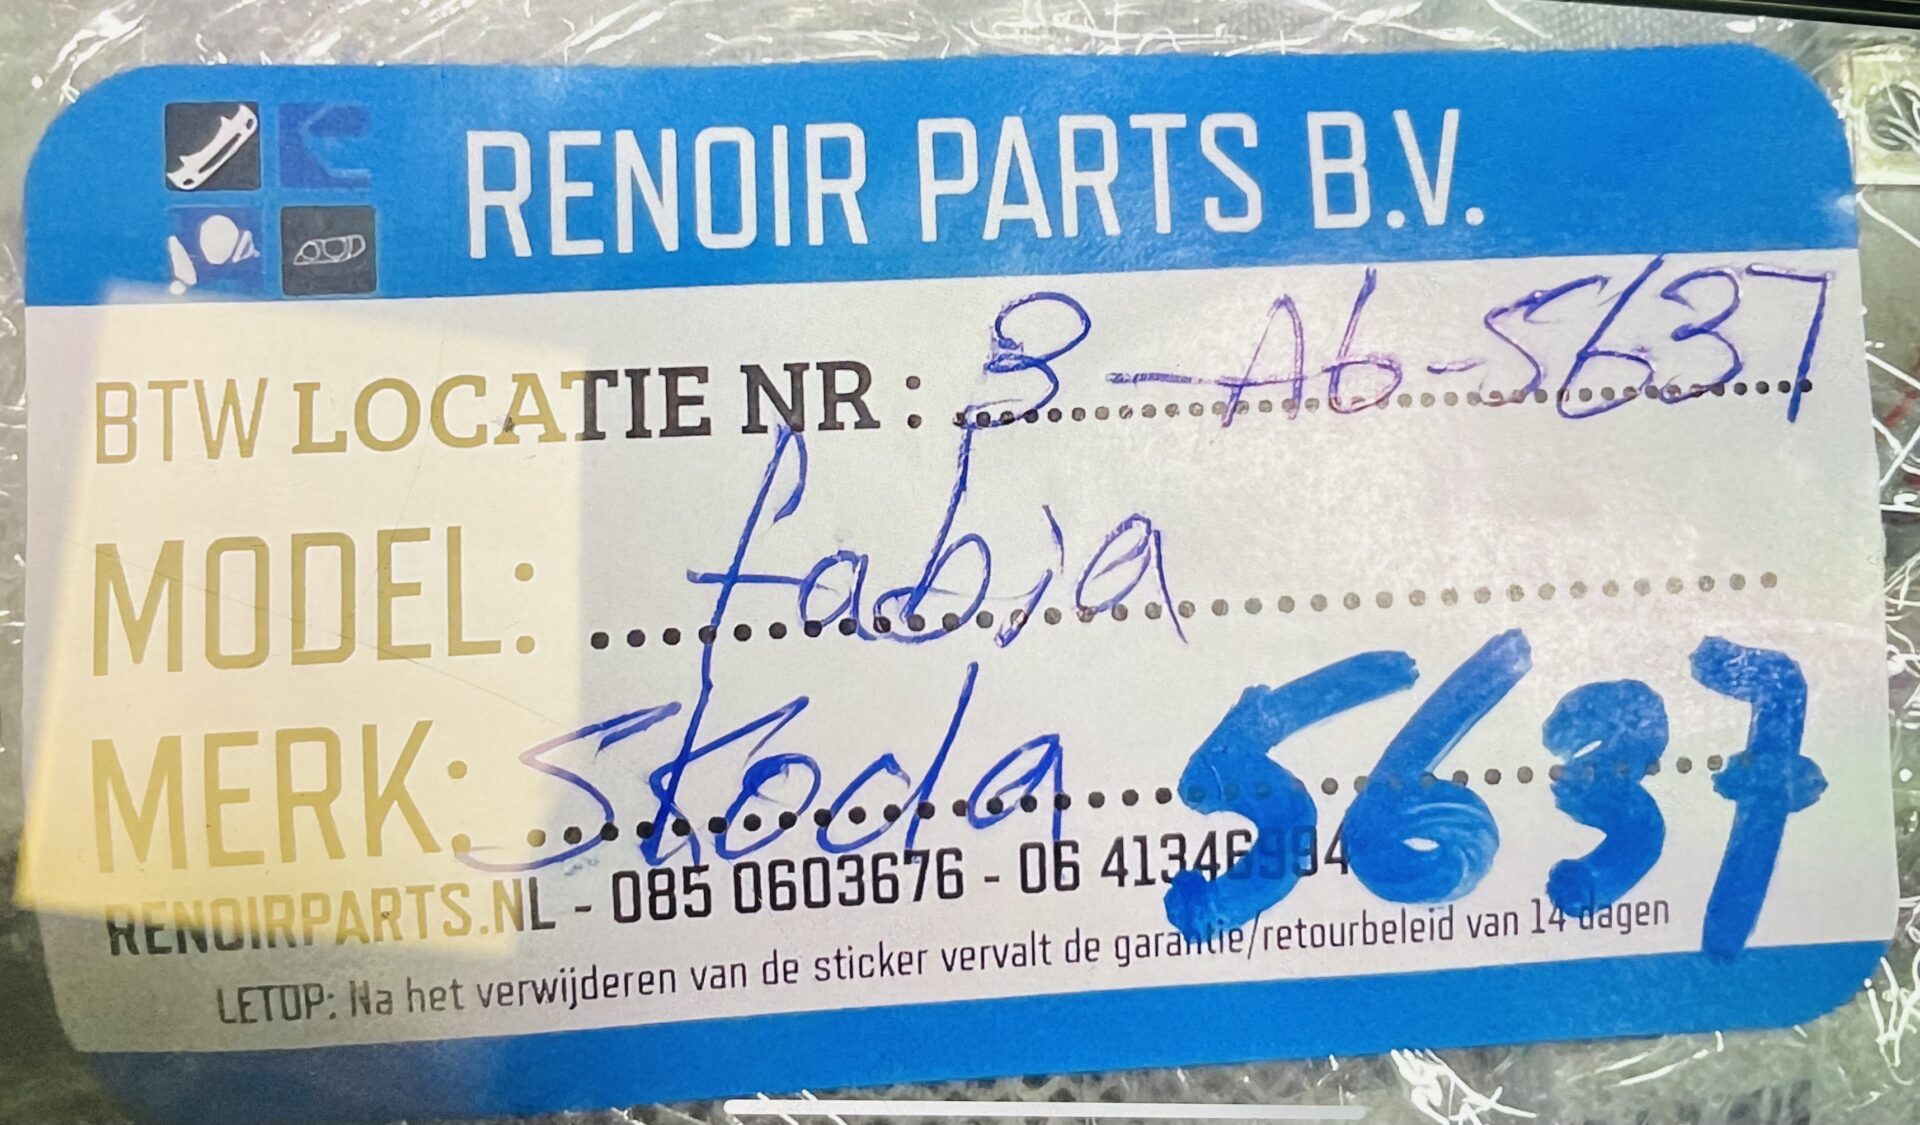 RENOIR PARTS B.V.
BTW LOCATIE NR : 3-A6-5637
MODEL: fabia
MERK: Skoda 5637
RENOIRPARTS.NL - 085 0603676 - 06 41346994
LETOP: Na het verwijderen van de sticker vervalt de garantie/retourbeleid van 14 dagen